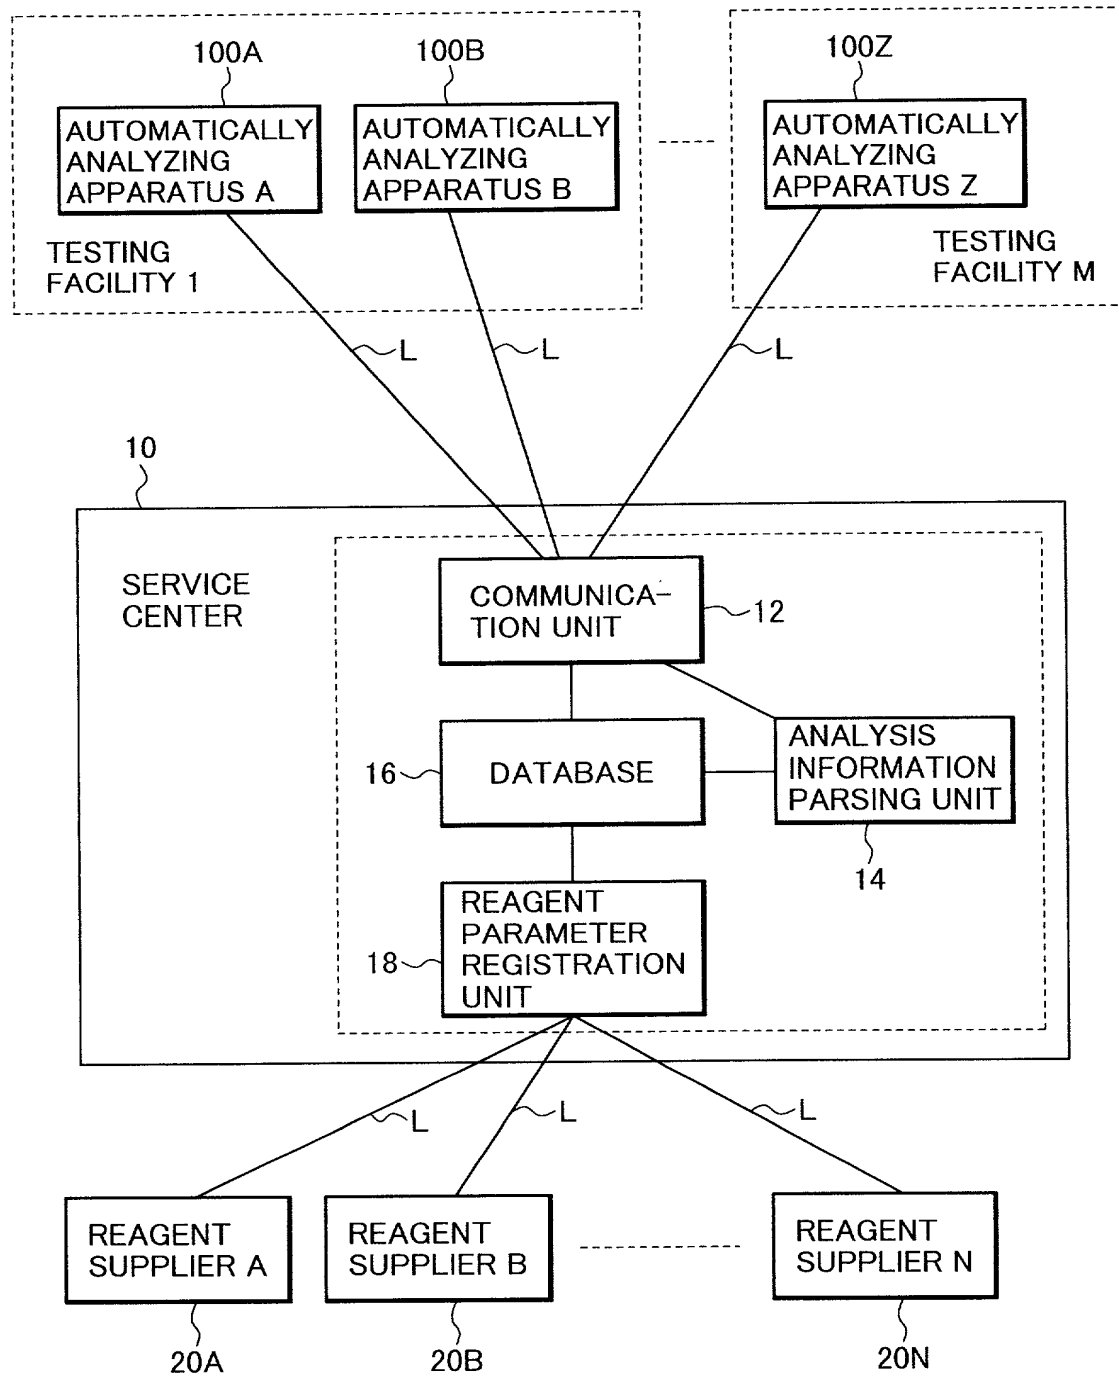 100A
100B
100Z
AUTOMATICALLY
ANALYZING
APPARATUS A
AUTOMATICALLY
ANALYZING
APPARATUS B
AUTOMATICALLY
ANALYZING
APPARATUS Z
TESTING
FACILITY 1
TESTING
FACILITY M
L
L
L
10
SERVICE
CENTER
COMMUNICA-
TION UNIT
12
16
DATABASE
ANALYSIS
INFORMATION
PARSING UNIT
14
18
REAGENT
PARAMETER
REGISTRATION
UNIT
L
L
L
REAGENT
SUPPLIER A
REAGENT
SUPPLIER B
REAGENT
SUPPLIER N
20A
20B
20N